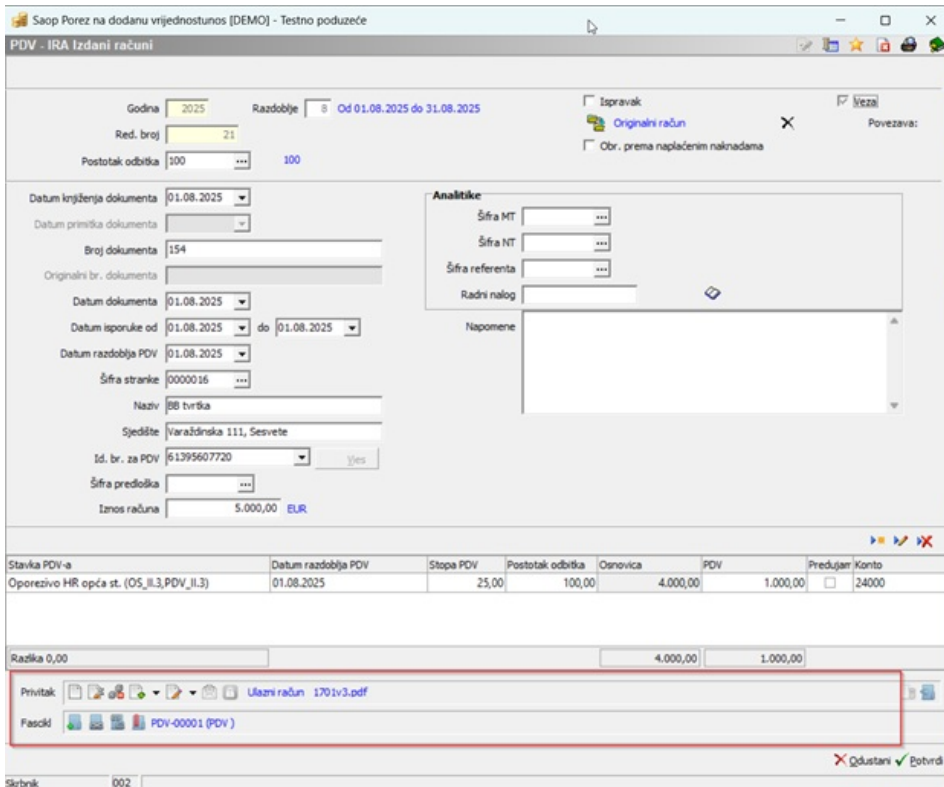 Saop Porez na dodanu vrijednostunos [DEMO] - Testno poduzeće
PDV - IRA Izdani računi
Godina 2025 Razdoblje 8 Od 01.08.2025 do 31.08.2025
Ispravak
Veza
Red. broj 21
Originalni račun
Povezava:
Postotak odbitka 100 ... 100
Obr. prema naplaćenim naknadama
Datum knjiženja dokumenta 01.08.2025
Analitike
Datum primitka dokumenta
Šifra MT ...
Broj dokumenta 154
Šifra NT ...
Originalni br. dokumenta
Šifra referenta ...
Datum dokumenta 01.08.2025
Radni nalog
Datum isporuke od 01.08.2025 do 01.08.2025
Napomene
Datum razdoblja PDV 01.08.2025
Šifra stranke 0000016 ...
Naziv BB tvrtka
Sjedište Varaždinska 111, Sesvete
Id. br. za PDV 61395607720 Vies
Šifra predloška ...
Iznos računa 5.000,00 EUR
Stavka PDV-a Datum razdoblja PDV Stopa PDV Postotak odbitka Osnovica PDV Predujam Konto
Oporezivo HR opća st. (OS_II.3,PDV_II.3) 01.08.2025 25,00 100,00 4.000,00 1.000,00 24000
Razlika 0,00 4.000,00 1.000,00
Privitak Ulazni račun 1701v3.pdf
Fascikl PDV-00001 (PDV )
Odustani Potvrdi
Skrbnik 002